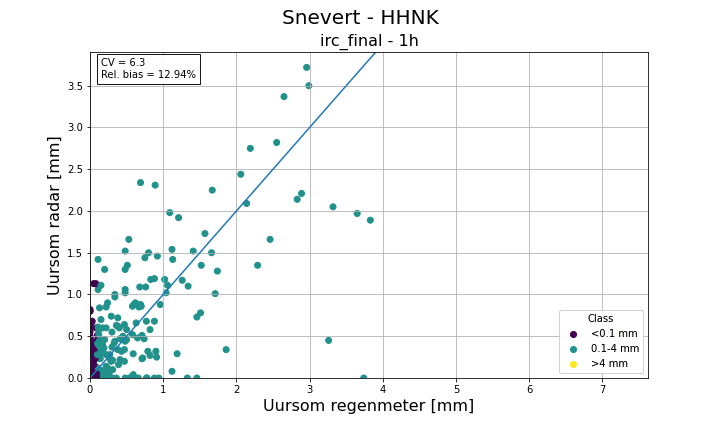 Snevert - HHNK
irc_final - 1h
CV = 6.3
Rel. bias = 12.94%
Uursom radar [mm]
3.5
3.0
2.5
2.0
1.5
1.0
0.5
0.0
Class
<0.1 mm
0.1-4 mm
>4 mm
0 1 2 3 4 5 6 7
Uursom regenmeter [mm]